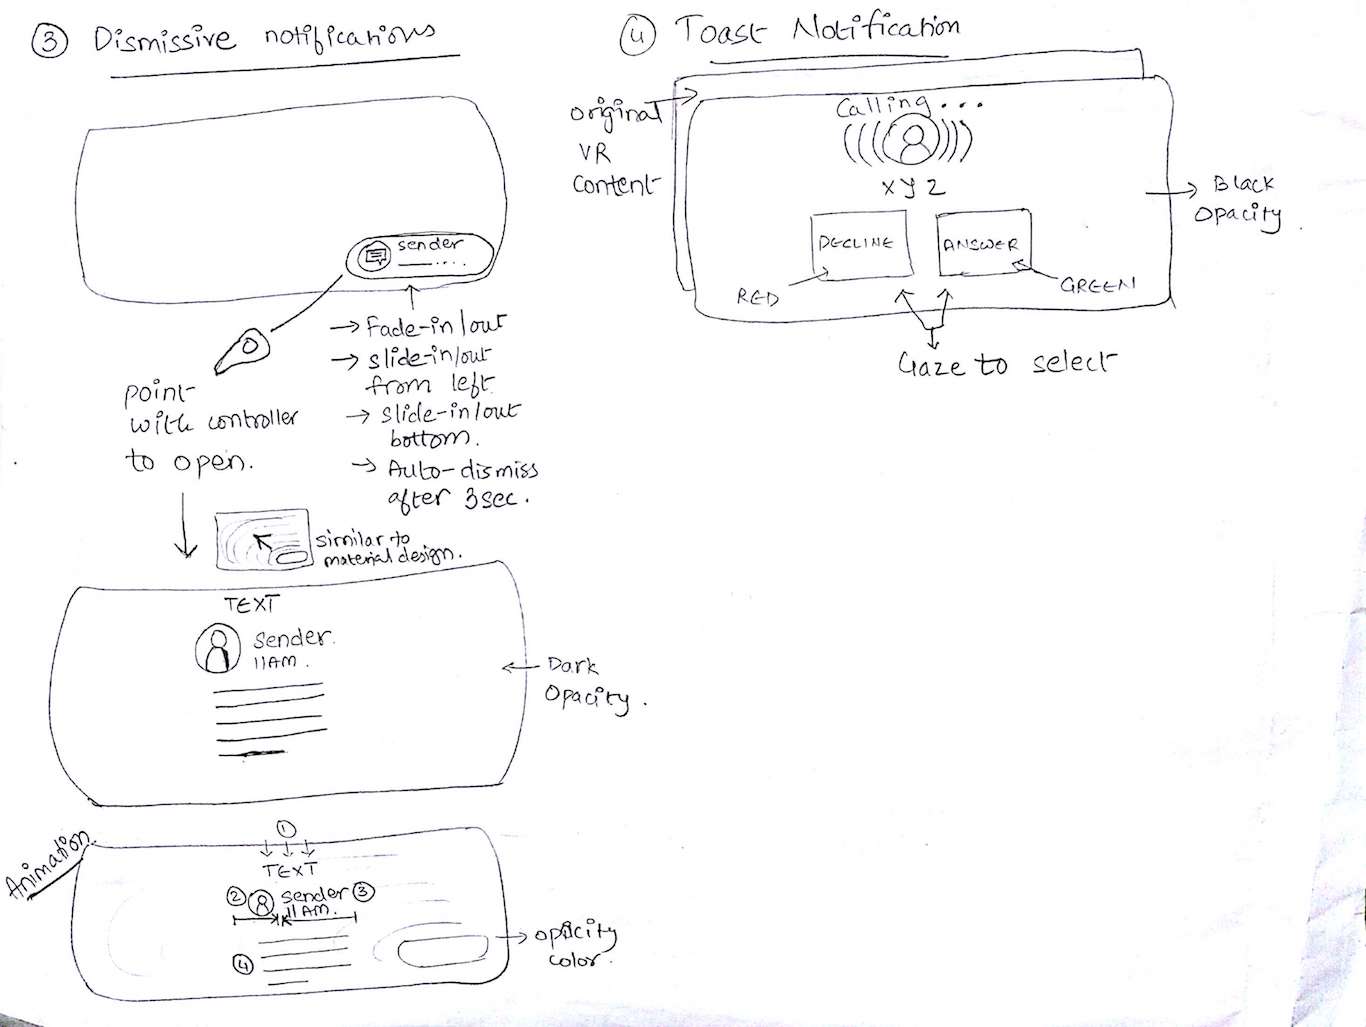 3 Dismissive notifications
sender
→ Fade-in/out
→ slide-in/out
from left
→ slide-in/out
bottom.
→ Auto-dismiss
after 3sec.
point
with controller
to open.
similar to
material design.
TEXT
Sender.
11AM.
Dark
Opacity.
Animation.
1
TEXT
2 sender 3
11AM.
4
opacity
color.
4 Toast Notification
original
VR
content
Calling...
xyz
DECLINE
ANSWER
RED
GREEN
Gaze to select
Black
opacity.